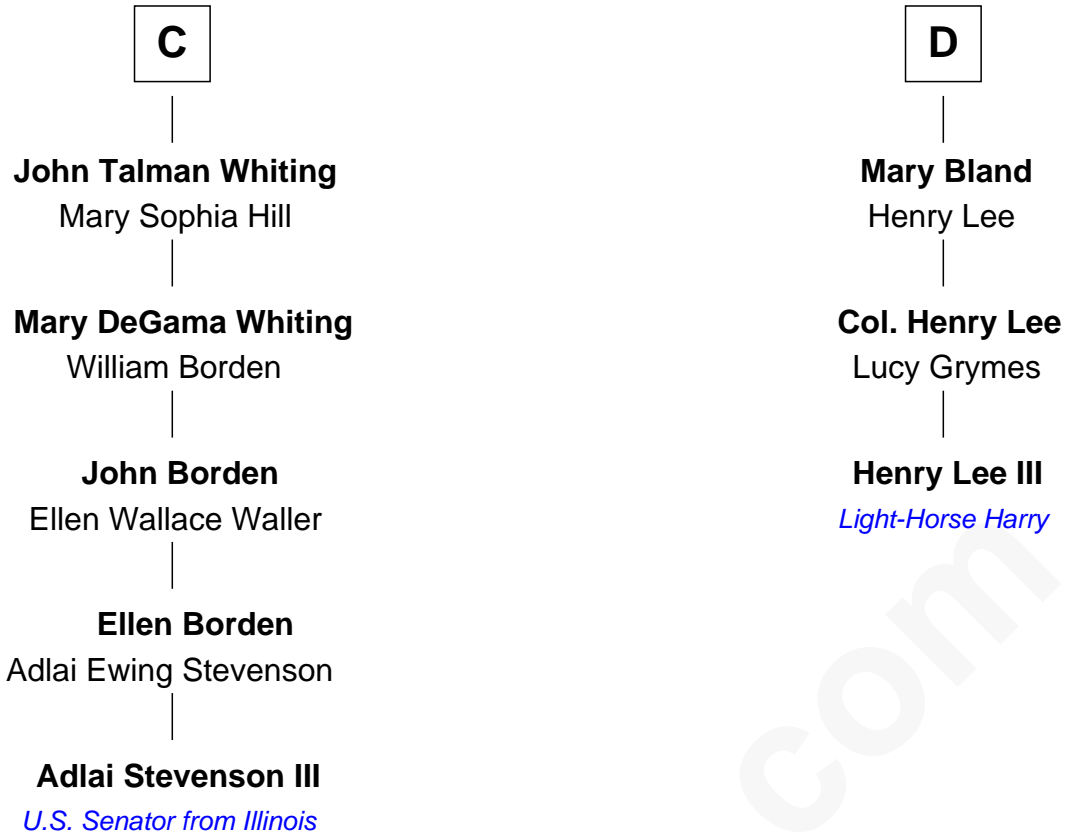 C
John Talman Whiting
Mary Sophia Hill
Mary DeGama Whiting
William Borden
John Borden
Ellen Wallace Waller
Ellen Borden
Adlai Ewing Stevenson
Adlai Stevenson III
U.S. Senator from Illinois
D
Mary Bland
Henry Lee
Col. Henry Lee
Lucy Grymes
Henry Lee III
Light-Horse Harry
com